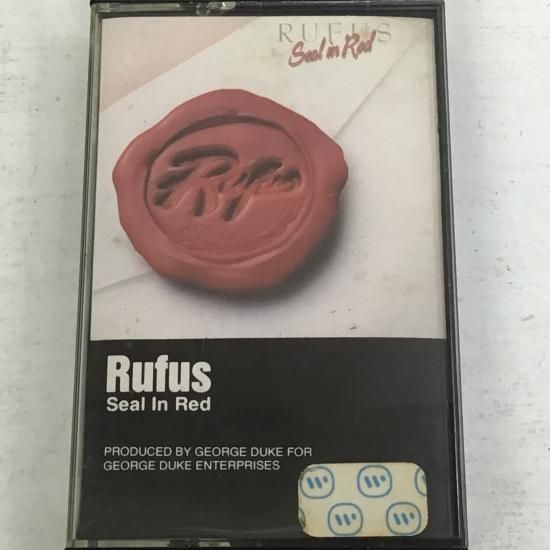 RUFUS
Seal in Red
Rufus
Rufus
Seal In Red
PRODUCED BY GEORGE DUKE FOR
GEORGE DUKE ENTERPRISES